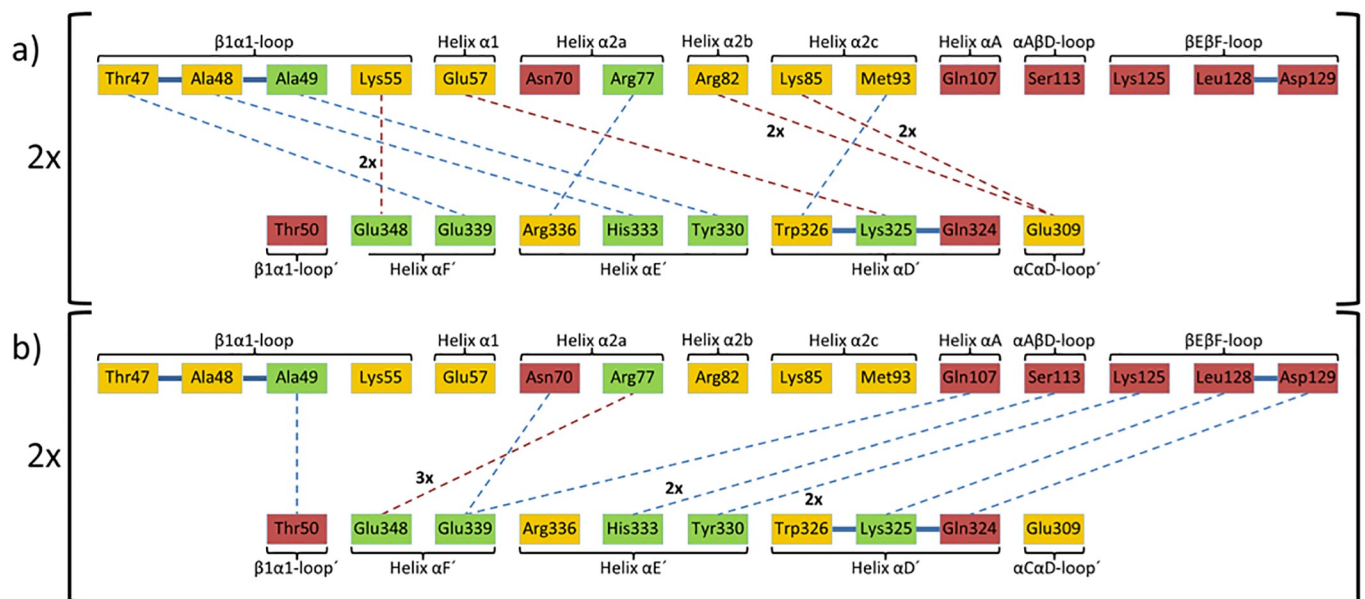 a)
β1α1-loop Helix α1 Helix α2a Helix α2b Helix α2c Helix αA αAβD-loop βEβF-loop
Thr47 Ala48 Ala49 Lys55 Glu57 Asn70 Arg77 Arg82 Lys85 Met93 Gln107 Ser113 Lys125 Leu128 Asp129
2x 2x
2x 2x
Thr50 Glu348 Glu339 Arg336 His333 Tyr330 Trp326 Lys325 Gln324 Glu309
β1α1-loop´ Helix αF´ Helix αE´ Helix αD´ αCαD-loop´
b)
β1α1-loop Helix α1 Helix α2a Helix α2b Helix α2c Helix αA αAβD-loop βEβF-loop
Thr47 Ala48 Ala49 Lys55 Glu57 Asn70 Arg77 Arg82 Lys85 Met93 Gln107 Ser113 Lys125 Leu128 Asp129
2x
3x 2x 2x
Thr50 Glu348 Glu339 Arg336 His333 Tyr330 Trp326 Lys325 Gln324 Glu309
β1α1-loop´ Helix αF´ Helix αE´ Helix αD´ αCαD-loop´